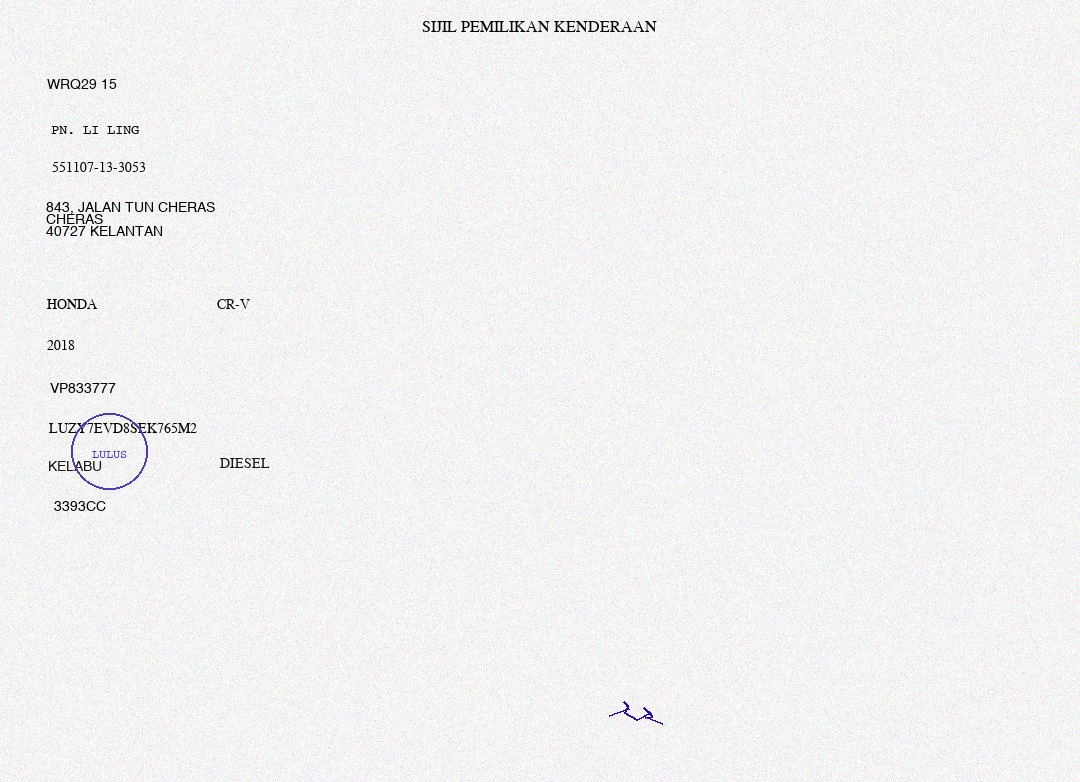 SIJIL PEMILIKAN KENDERAAN
WRQ29 15
PN. LI LING
551107-13-3053
843, JALAN TUN CHERAS
CHERAS
40727 KELANTAN
HONDA CR-V
2018
VP833777
LUZY7EVD8SEK765M2
LULUS
KELABU DIESEL
3393CC